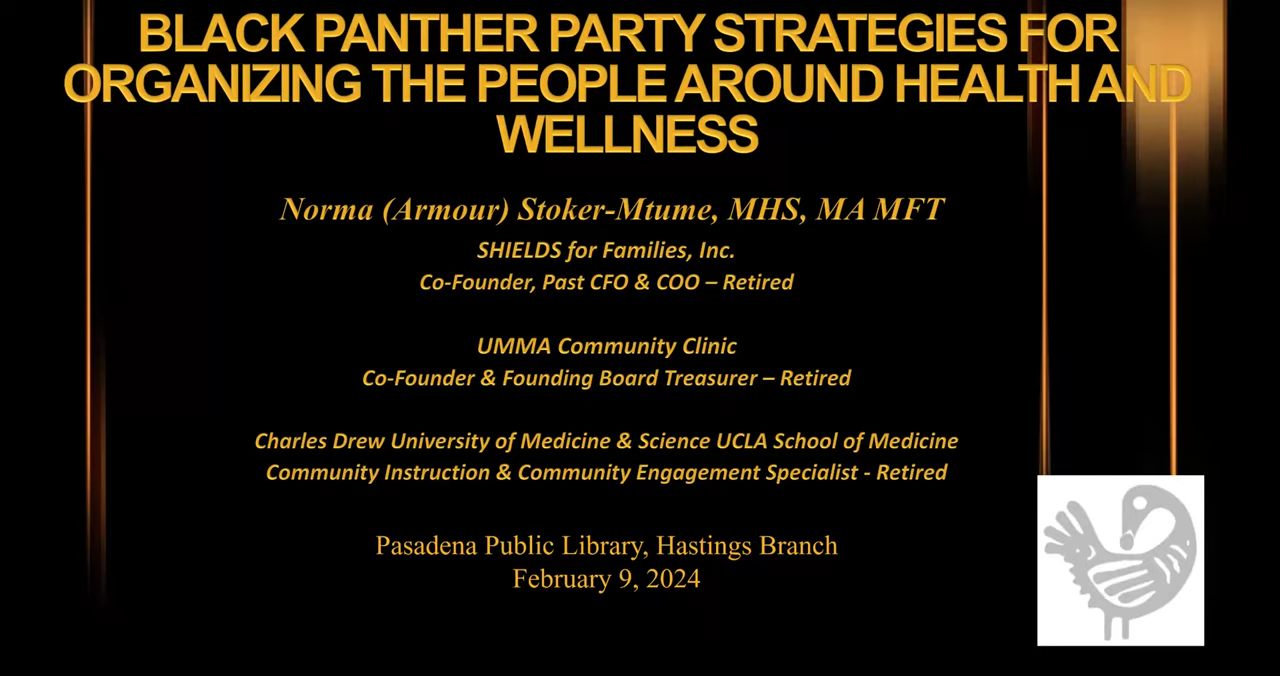 BLACK PANTHER PARTY STRATEGIES FOR
ORGANIZING THE PEOPLE AROUND HEALTH AND
WELLNESS
Norma (Armour) Stoker-Mtume, MHS, MA MFT
SHIELDS for Families, Inc.
Co-Founder, Past CFO & COO – Retired
UMMA Community Clinic
Co-Founder & Founding Board Treasurer – Retired
Charles Drew University of Medicine & Science UCLA School of Medicine
Community Instruction & Community Engagement Specialist - Retired
Pasadena Public Library, Hastings Branch
February 9, 2024